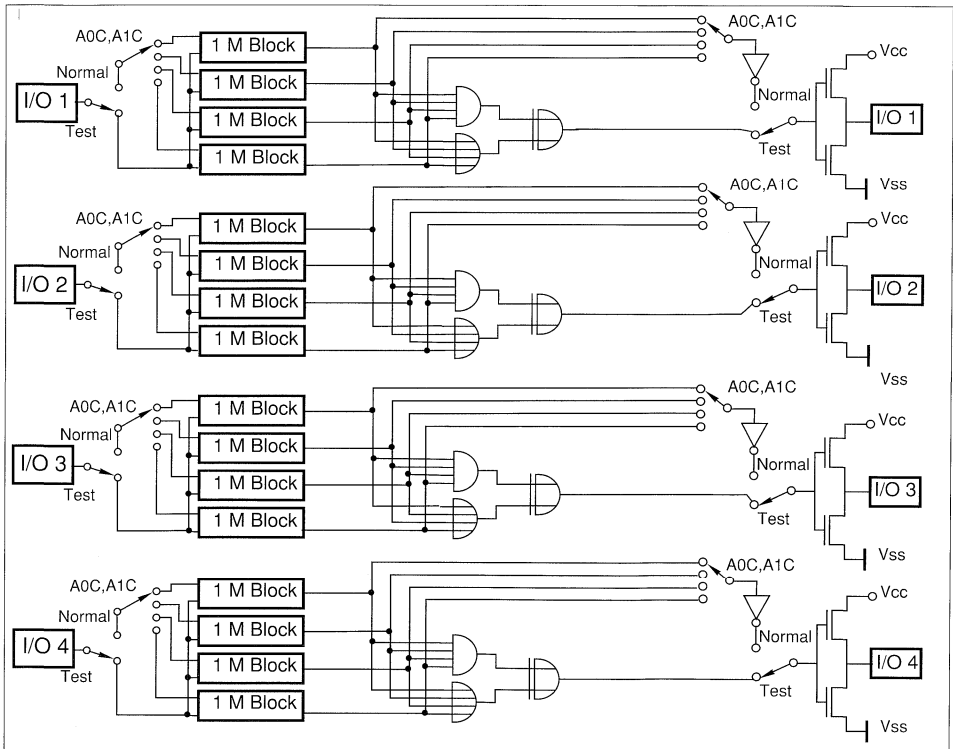 A0C,A1C
1 M Block
A0C,A1C
Vcc
Normal
1 M Block
Normal
I/O 1
1 M Block
I/O 1
Test
1 M Block
Test
Vss
A0C,A1C
1 M Block
A0C,A1C
Vcc
Normal
1 M Block
Normal
I/O 2
1 M Block
I/O 2
Test
1 M Block
Test
Vss
A0C,A1C
1 M Block
A0C,A1C
Vcc
Normal
1 M Block
Normal
I/O 3
1 M Block
I/O 3
Test
1 M Block
Test
Vss
A0C,A1C
1 M Block
A0C,A1C
Vcc
Normal
1 M Block
Normal
I/O 4
1 M Block
I/O 4
Test
1 M Block
Test
Vss